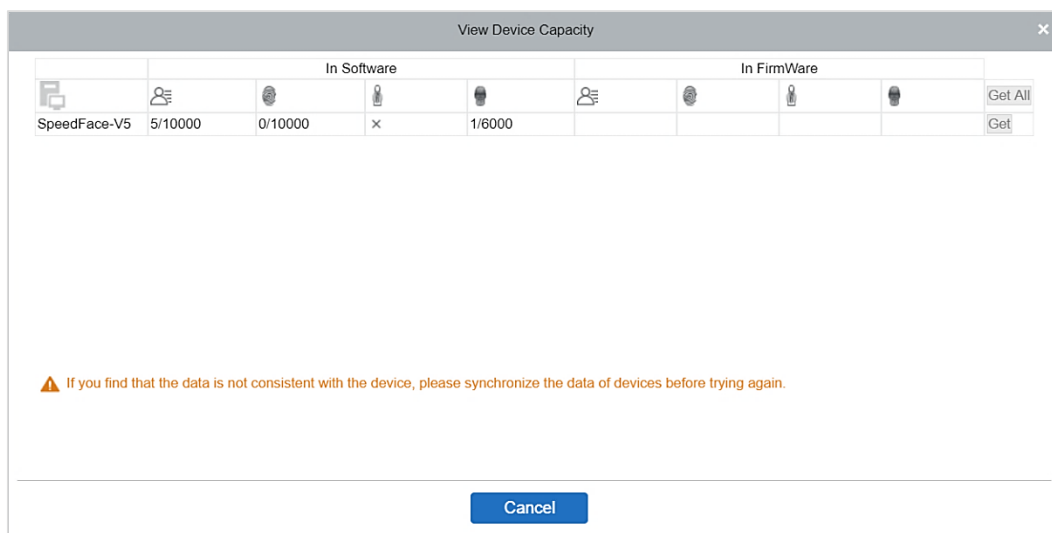 View Device Capacity
In Software In FirmWare
Get All
SpeedFace-V5 5/10000 0/10000 1/6000 Get
If you find that the data is not consistent with the device, please synchronize the data of devices before trying again.
Cancel